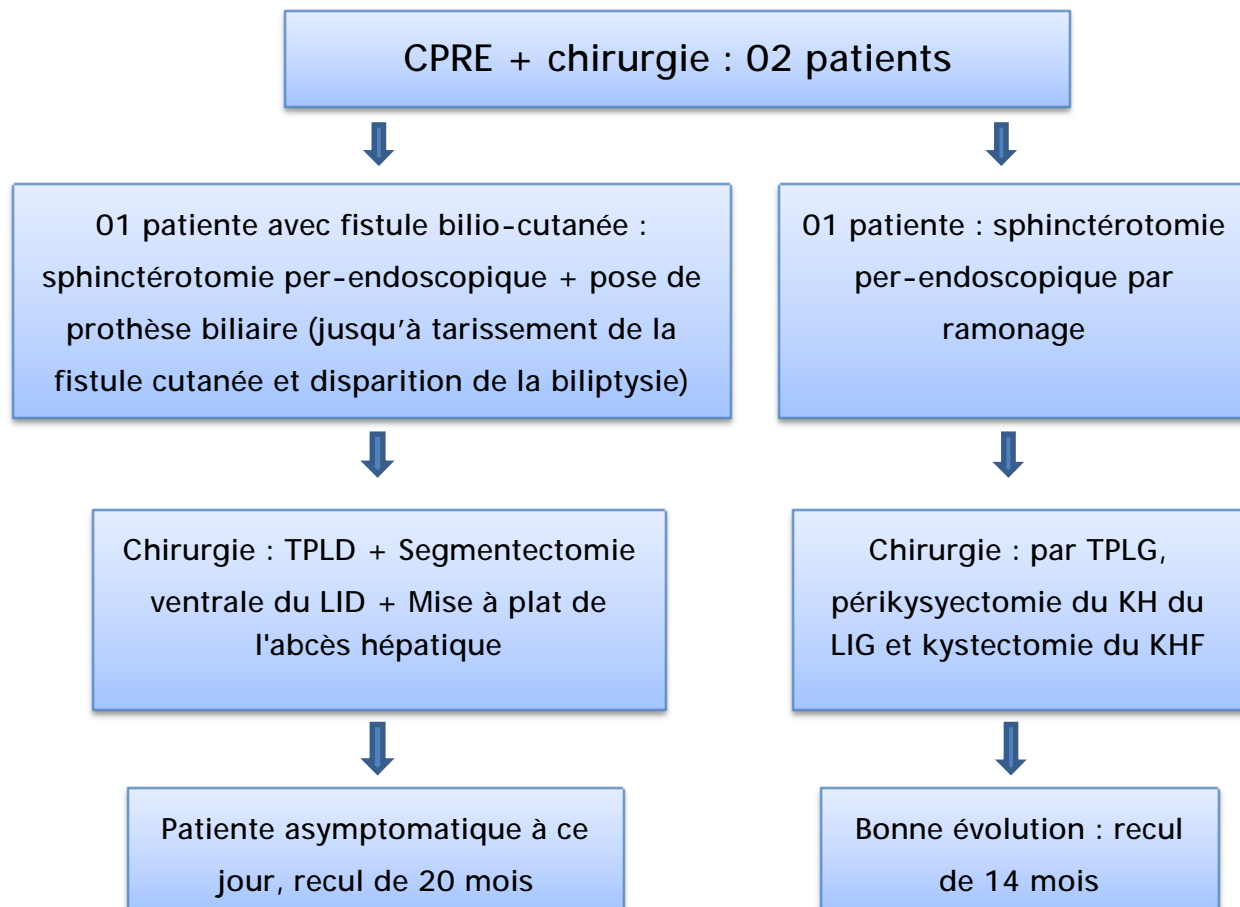 CPRE + chirurgie : 02 patients
01 patiente avec fistule bilio-cutanée :
sphinctérotomie per-endoscopique + pose de
prothèse biliaire (jusqu'à tarissement de la
fistule cutanée et disparition de la biliptysie)
01 patiente : sphinctérotomie
per-endoscopique par
ramonage
Chirurgie : TPLD + Segmentectomie
ventrale du LID + Mise à plat de
l'abcès hépatique
Chirurgie : par TPLG,
périkysyectomie du KH du
LIG et kystectomie du KHF
Patiente asymptomatique à ce
jour, recul de 20 mois
Bonne évolution : recul
de 14 mois